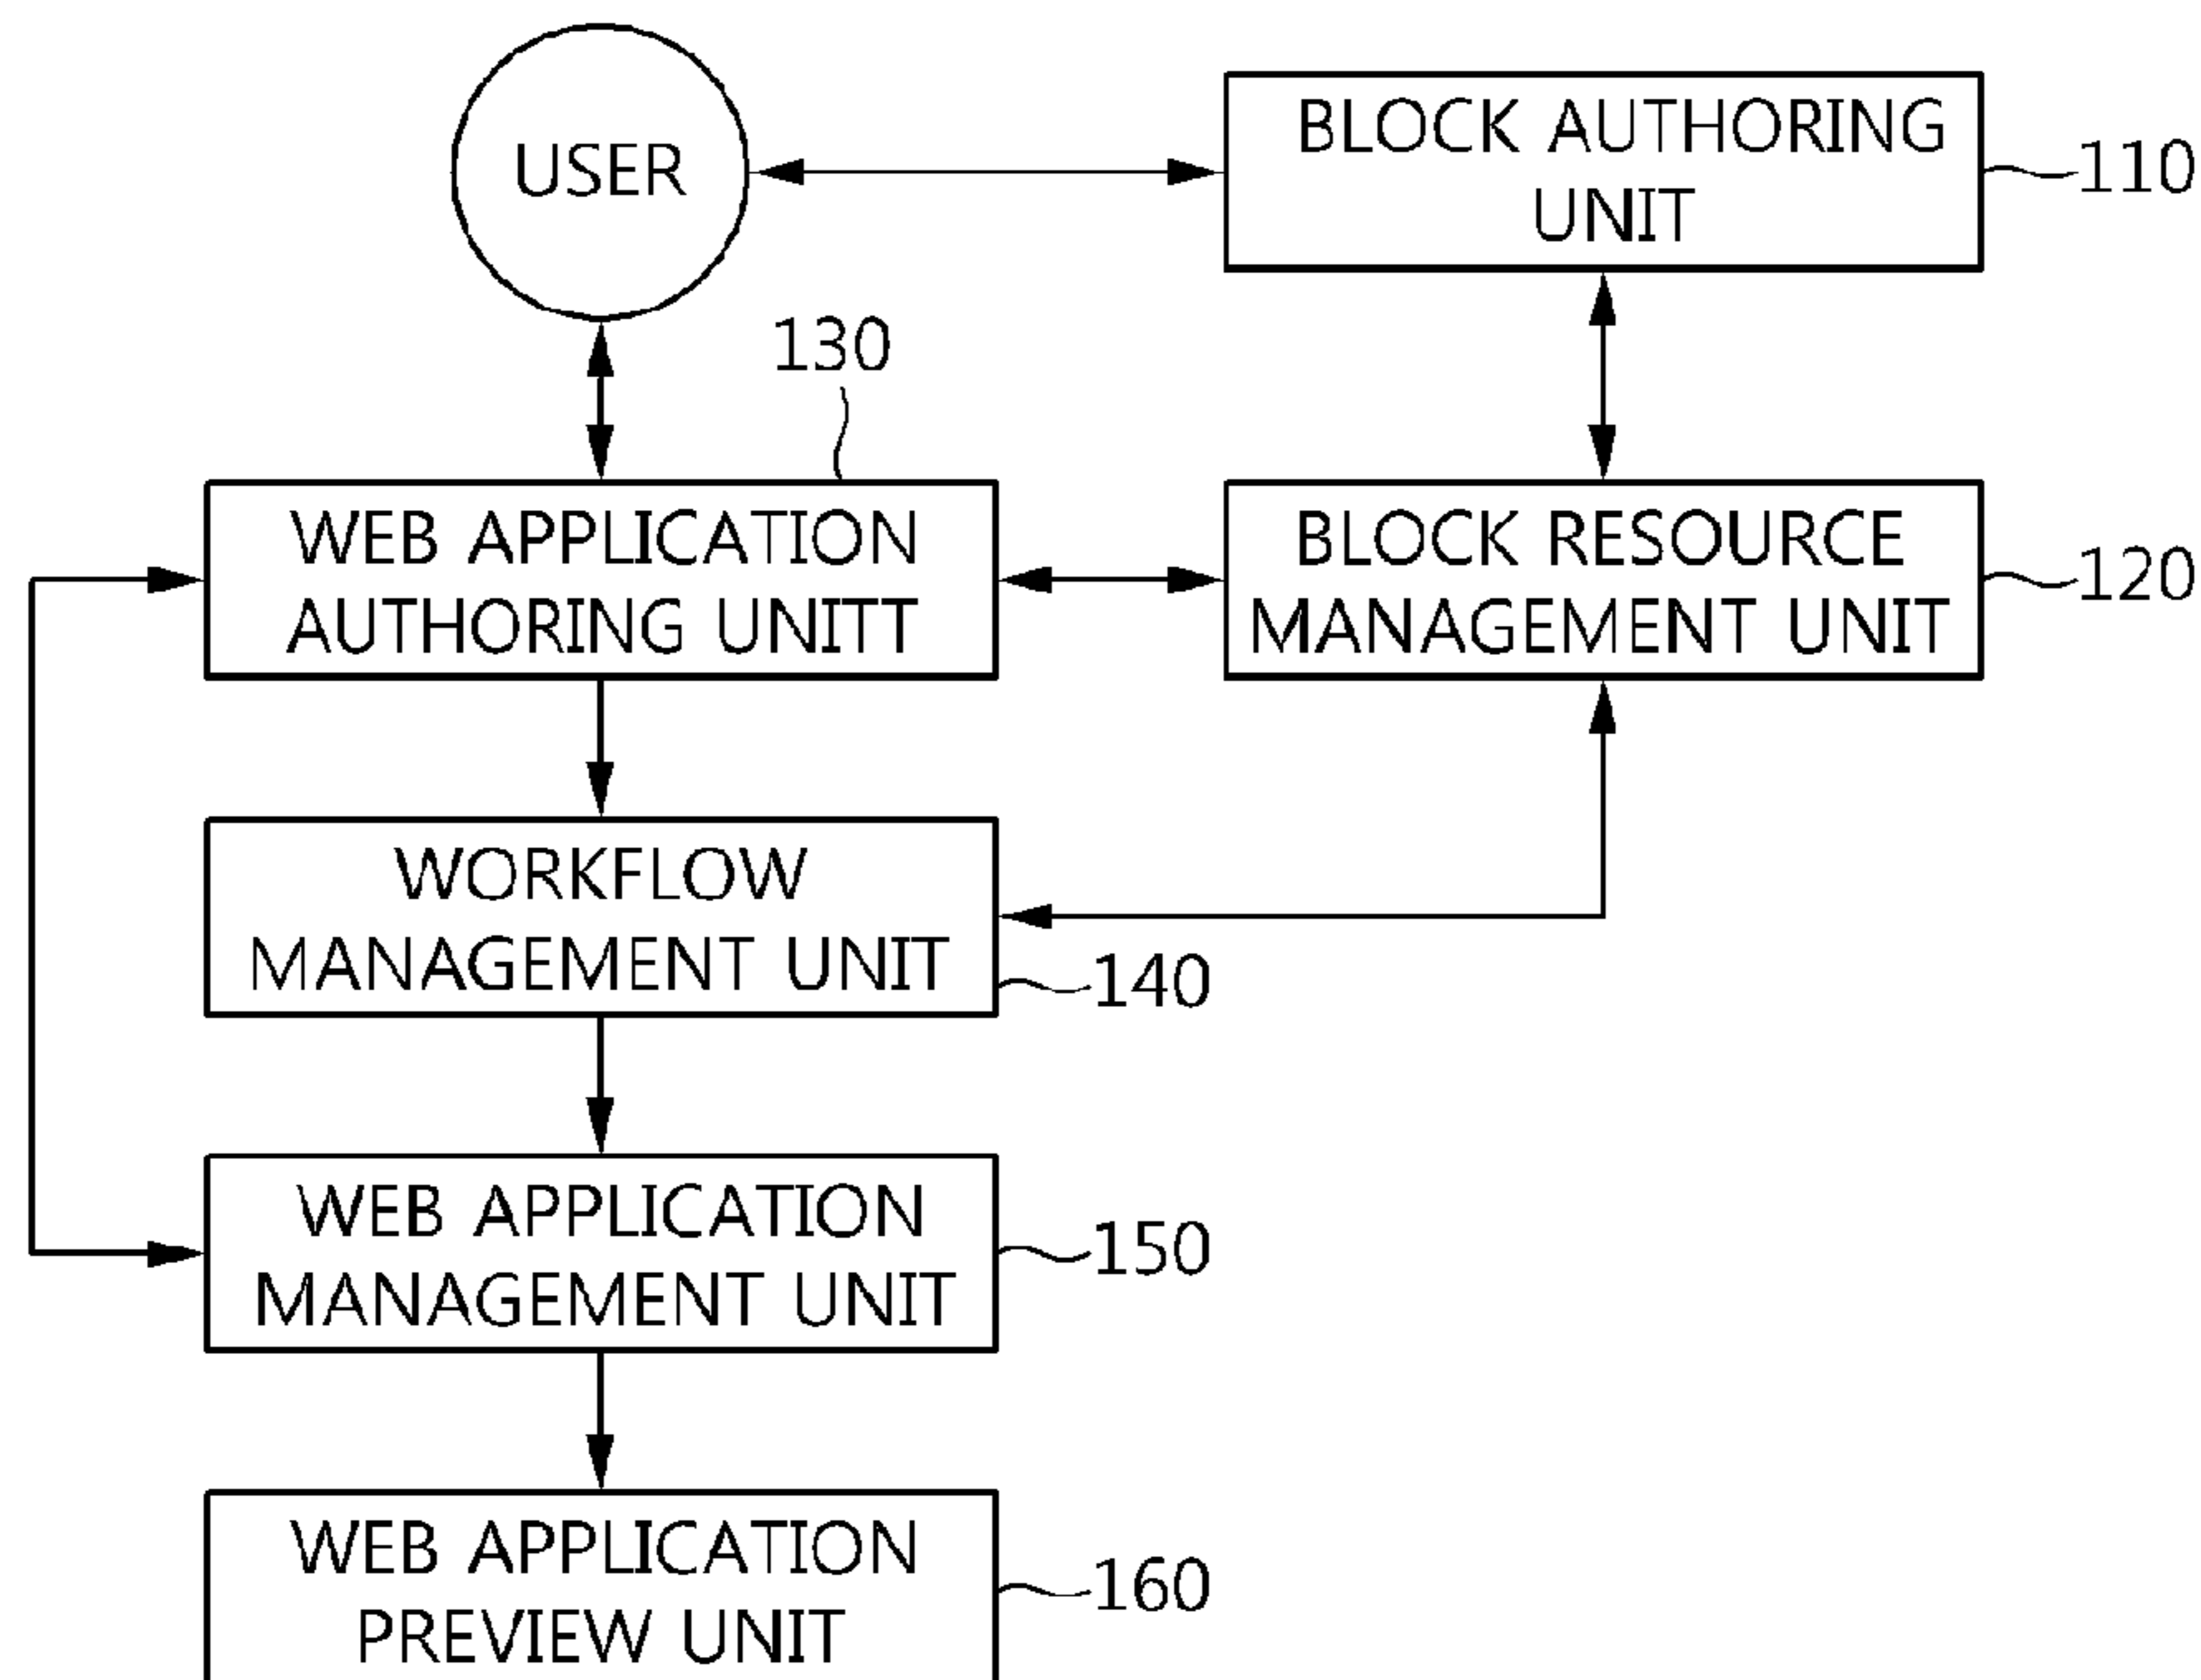 USER
BLOCK AUTHORING
UNIT
110
130
WEB APPLICATION
AUTHORING UNITT
BLOCK RESOURCE
MANAGEMENT UNIT
120
WORKFLOW
MANAGEMENT UNIT
140
WEB APPLICATION
MANAGEMENT UNIT
150
WEB APPLICATION
PREVIEW UNIT
160